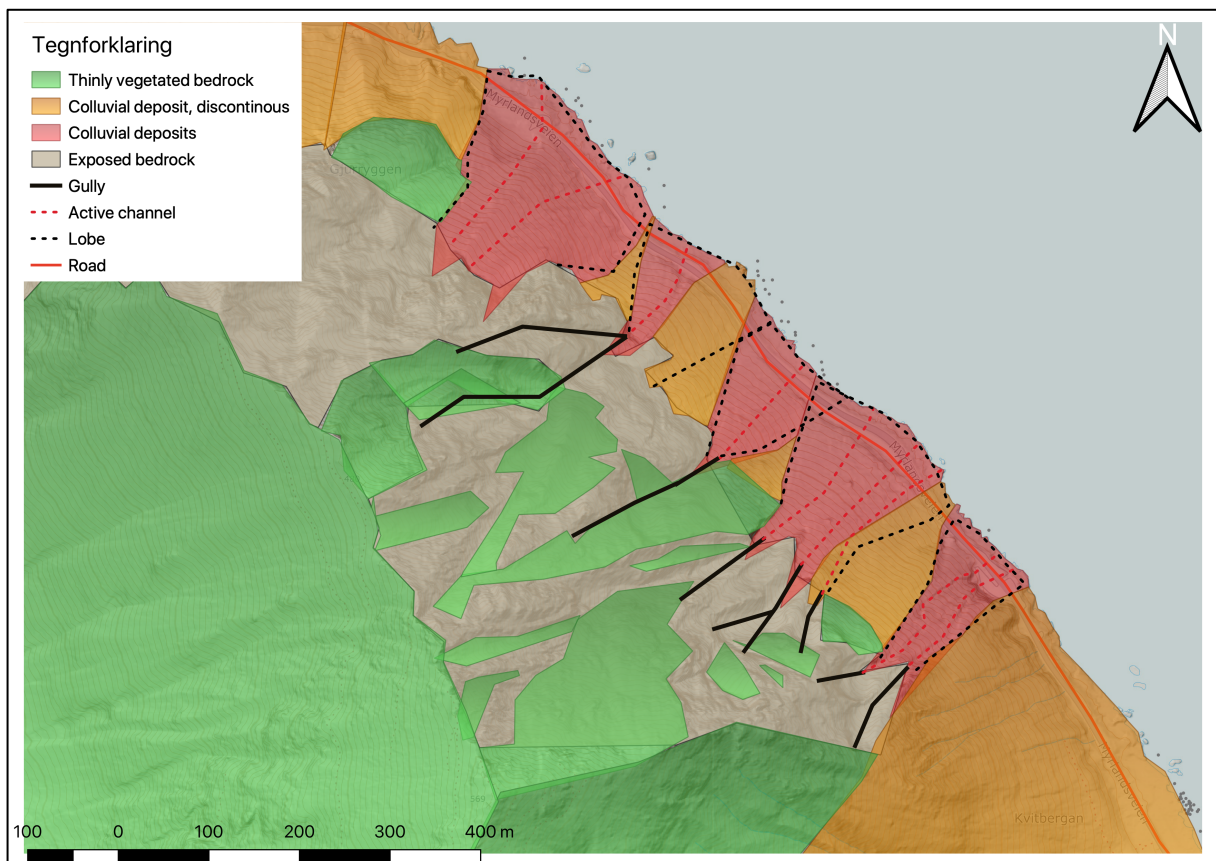 Tegnforklaring
Thinly vegetated bedrock
Colluvial deposit, discontinous
Colluvial deposits
Exposed bedrock
Gully
Active channel
Lobe
Road
N
Myrlandsveien
Myrlandsveien
Myrlandsveien
Kvitbergan
569
100 0 100 200 300 400 m